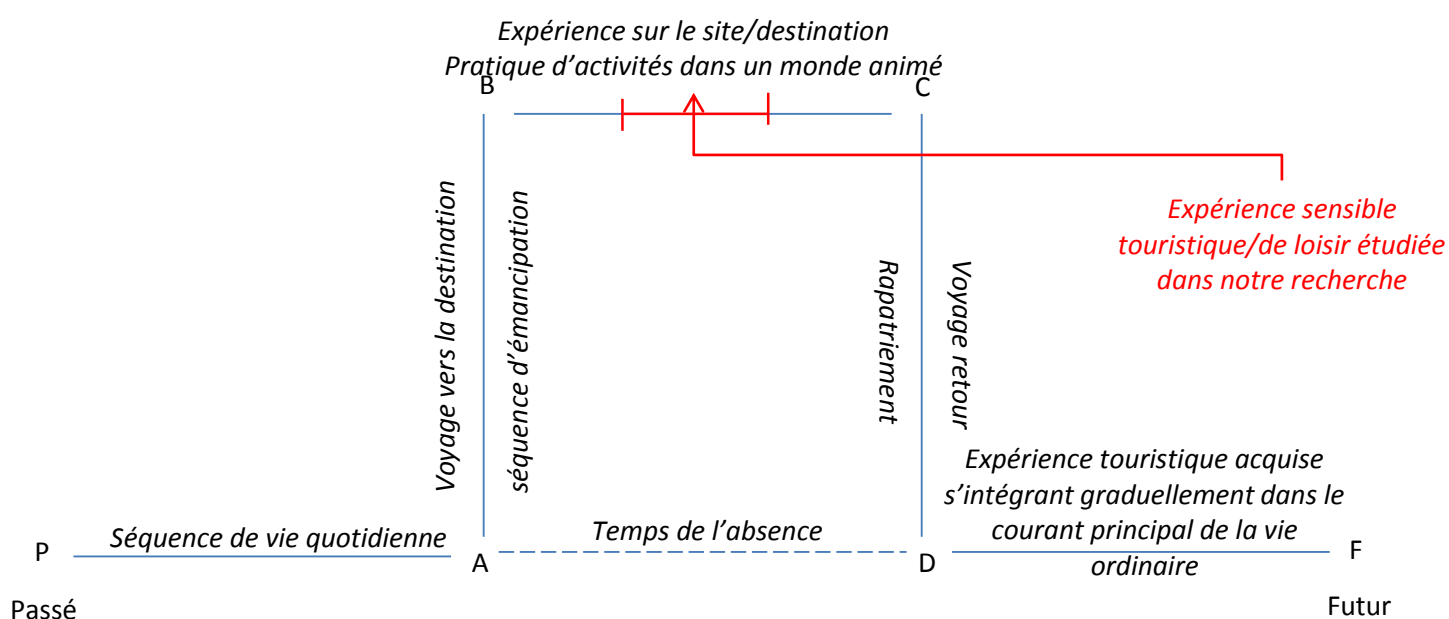 Expérience sur le site/destination
Pratique d’activités dans un monde animé
B
C
Voyage vers la destination
séquence d’émancipation
Rapatriement
Voyage retour
Expérience sensible
touristique/de loisir étudiée
dans notre recherche
Séquence de vie quotidienne
Temps de l’absence
Expérience touristique acquise
s’intégrant graduellement dans le
courant principal de la vie
ordinaire
P
A
D
F
Passé
Futur